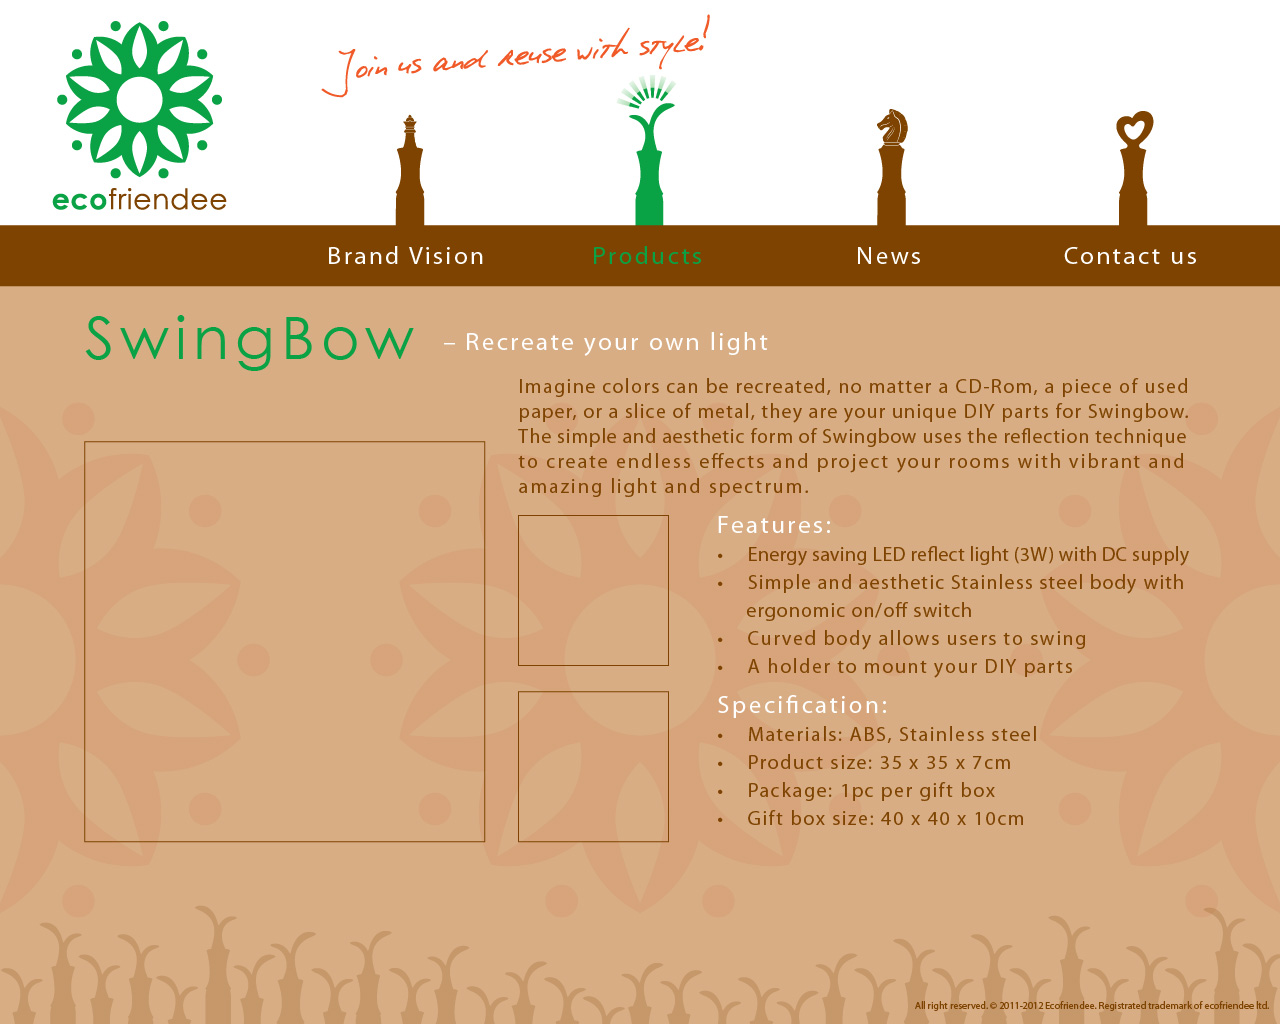 Join us and reuse with style!
ecofriendee
Brand Vision
Products
News
Contact us
SwingBow – Recreate your own light
Imagine colors can be recreated, no matter a CD-Rom, a piece of used
paper, or a slice of metal, they are your unique DIY parts for Swingbow.
The simple and aesthetic form of Swingbow uses the reflection technique
to create endless effects and project your rooms with vibrant and
amazing light and spectrum.
Features:
• Energy saving LED reflect light (3W) with DC supply
• Simple and aesthetic Stainless steel body with
ergonomic on/off switch
• Curved body allows users to swing
• A holder to mount your DIY parts
Specification:
• Materials: ABS, Stainless steel
• Product size: 35 x 35 x 7cm
• Package: 1pc per gift box
• Gift box size: 40 x 40 x 10cm
All right reserved. © 2011-2012 Ecofriendee. Registrated trademark of ecofriendee ltd.